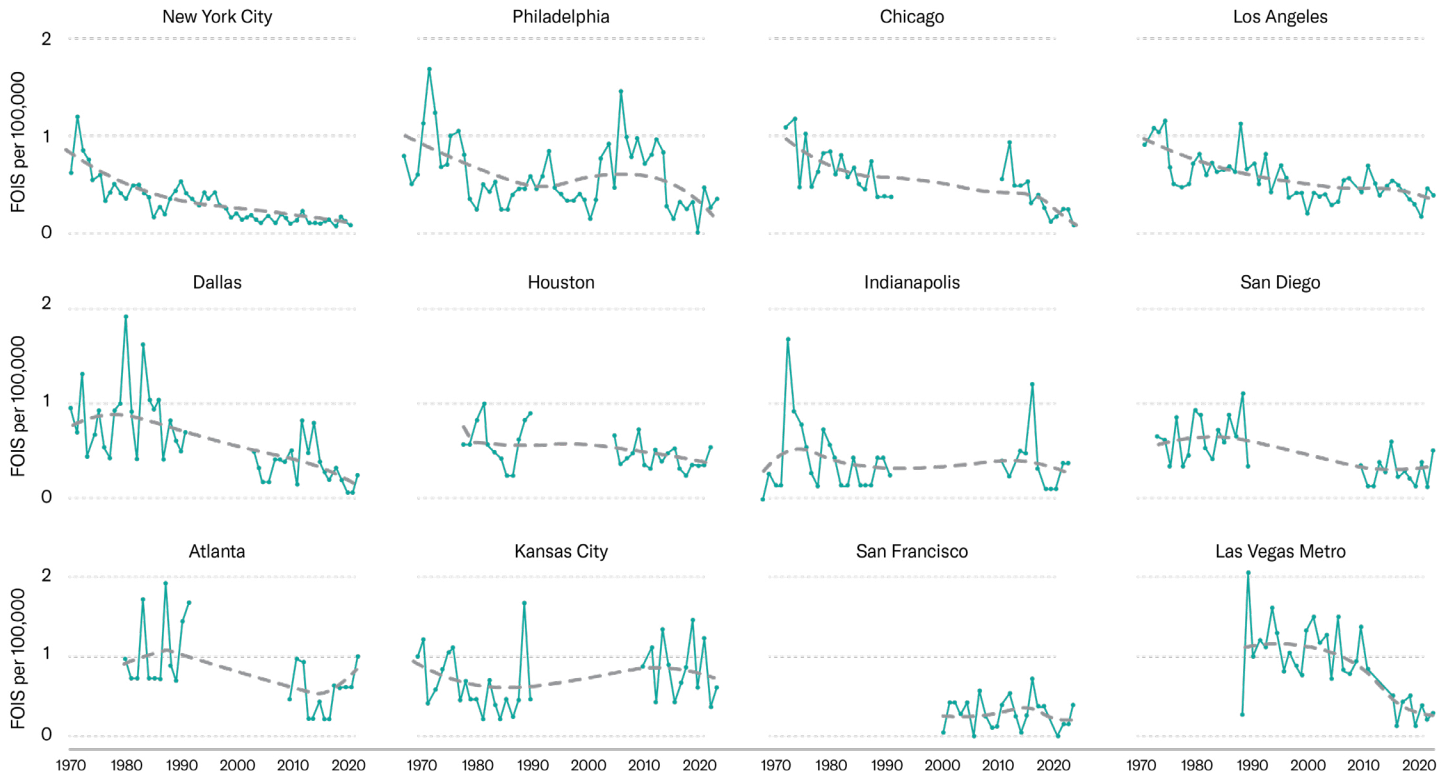 New York City Philadelphia Chicago Los Angeles
2
1
0
FOIS per 100,000
Dallas Houston Indianapolis San Diego
2
1
0
FOIS per 100,000
Atlanta Kansas City San Francisco Las Vegas Metro
2
1
0
FOIS per 100,000
1970 1980 1990 2000 2010 2020 1970 1980 1990 2000 2010 2020 1970 1980 1990 2000 2010 2020 1970 1980 1990 2000 2010 2020